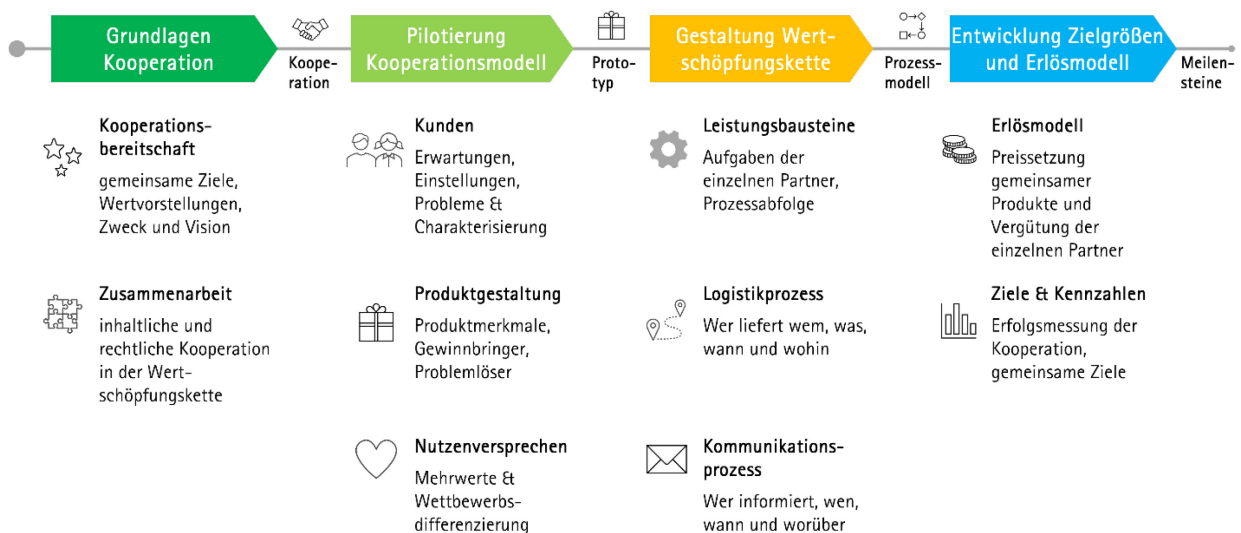 Grundlagen
Kooperation
Koope-
ration
Pilotierung
Kooperationsmodell
Proto-
typ
Gestaltung Wert-
schöpfungskette
Prozess-
modell
Entwicklung Zielgrößen
und Erlösmodell
Meilen-
steine
Kooperations-
bereitschaft
gemeinsame Ziele,
Wertvorstellungen,
Zweck und Vision
Zusammenarbeit
inhaltliche und
rechtliche Kooperation
in der Wert-
schöpfungskette
Kunden
Erwartungen,
Einstellungen,
Probleme &
Charakterisierung
Produktgestaltung
Produktmerkmale,
Gewinnbringer,
Problemlöser
Nutzenversprechen
Mehrwerte &
Wettbewerbs-
differenzierung
Leistungsbausteine
Aufgaben der
einzelnen Partner,
Prozessabfolge
Logistikprozess
Wer liefert wem, was,
wann und wohin
Kommunikations-
prozess
Wer informiert, wen,
wann und worüber
Erlösmodell
Preissetzung
gemeinsamer
Produkte und
Vergütung der
einzelnen Partner
Ziele & Kennzahlen
Erfolgsmessung der
Kooperation,
gemeinsame Ziele